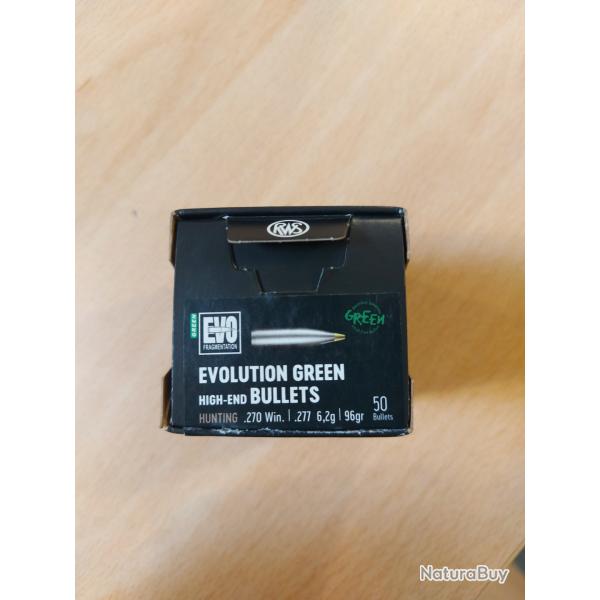 RWS
GREEN
EVO
FRAGMENTATION
GREEN
EVOLUTION GREEN
HIGH-END BULLETS
HUNTING .270 Win. | .277 6,2g | 96gr
50
Bullets
NaturaBuy